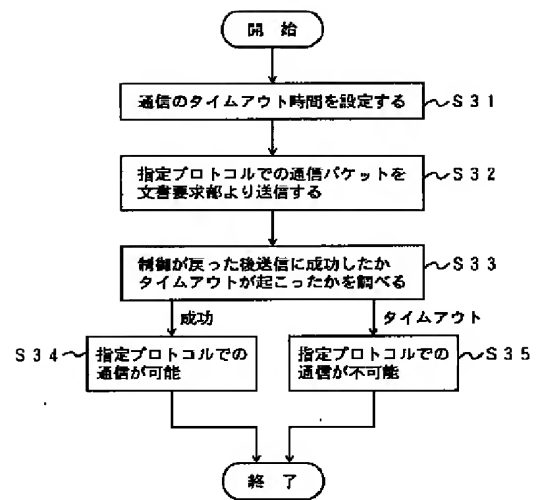 開 始
通信のタイムアウト時間を設定する
S31
指定プロトコルでの通信パケットを
文書要求部より送信する
S32
制御が戻った後送信に成功したか
タイムアウトが起こったかを調べる
S33
成功
タイムアウト
S34
指定プロトコルでの
通信が可能
指定プロトコルでの
通信が不可能
S35
終 了